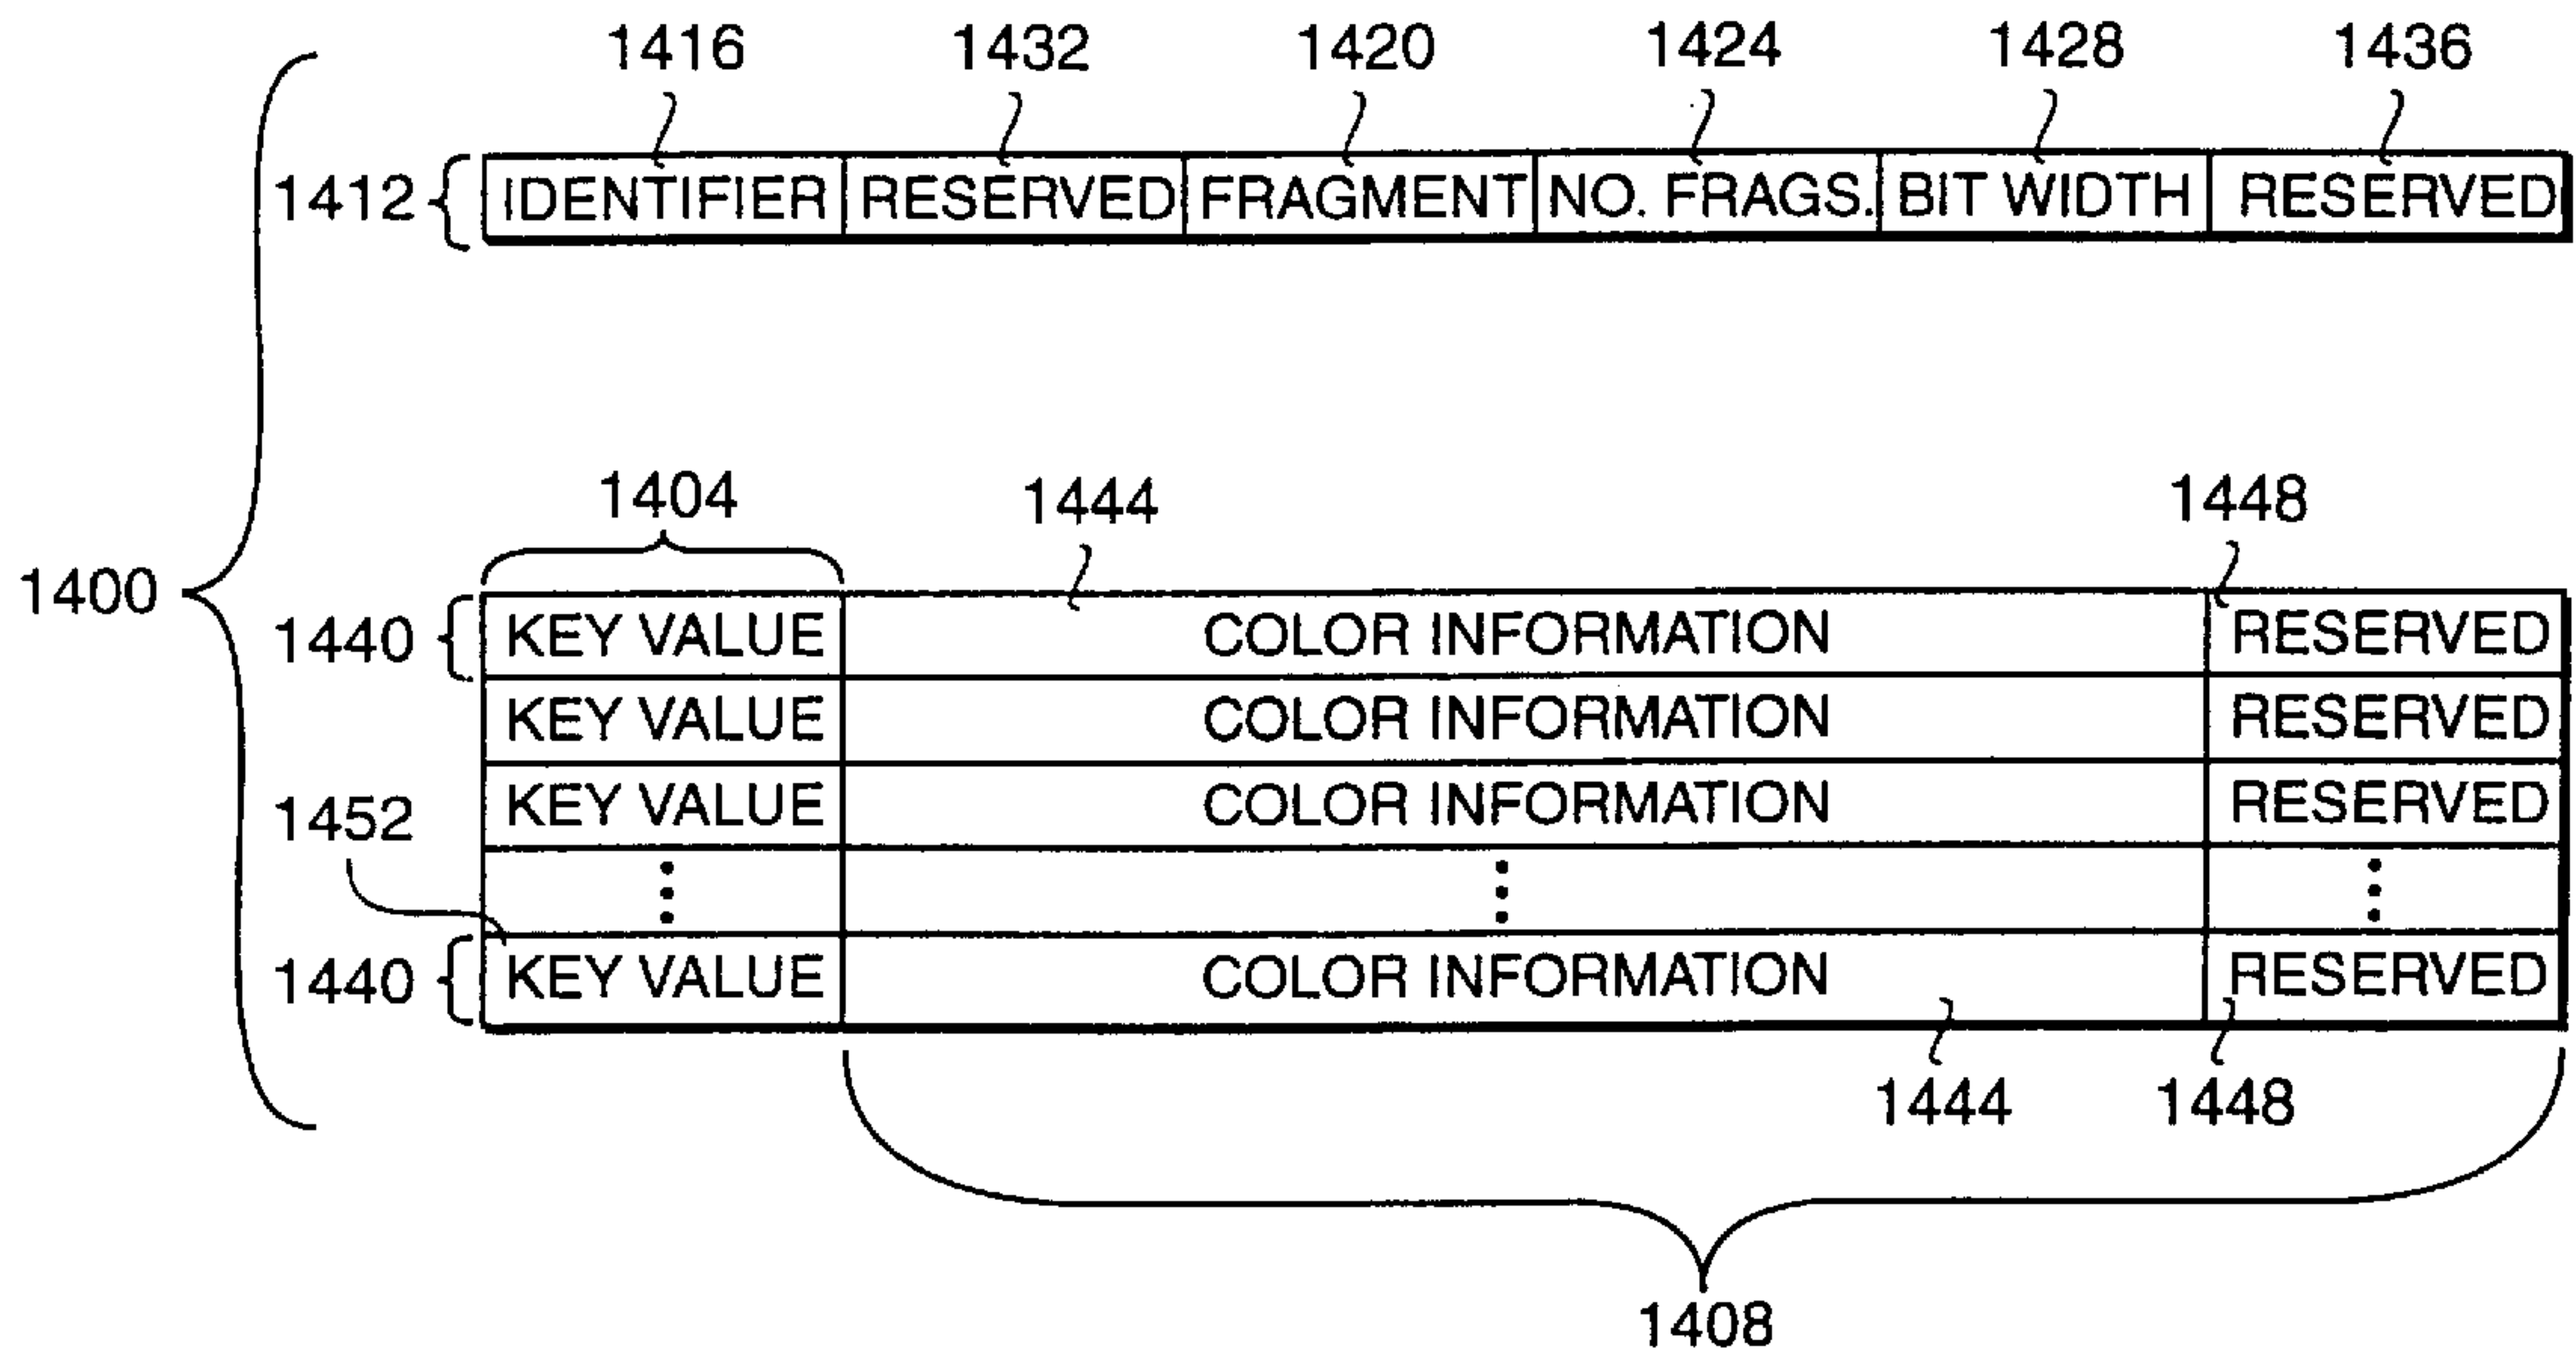 1416 1432 1420 1424 1428 1436
1412 IDENTIFIER RESERVED FRAGMENT NO. FRAGS. BIT WIDTH RESERVED
1404 1444 1448
1400
1440 KEY VALUE COLOR INFORMATION RESERVED
KEY VALUE COLOR INFORMATION RESERVED
1452 KEY VALUE COLOR INFORMATION RESERVED
1440 KEY VALUE COLOR INFORMATION RESERVED
1444 1448
1408